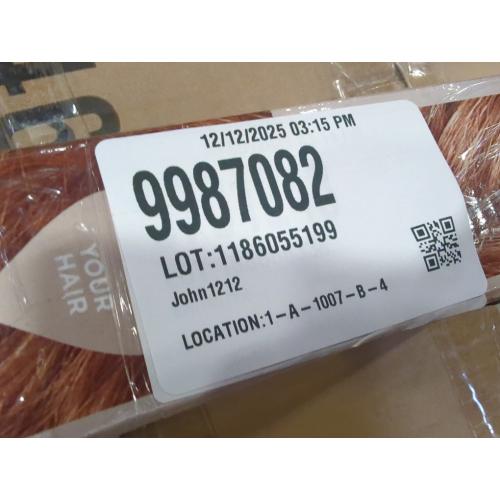 12/12/2025 03:15 PM
9987082
LOT:1186055199
John1212
LOCATION:1-A-1007-B-4
YOUR
HAIR